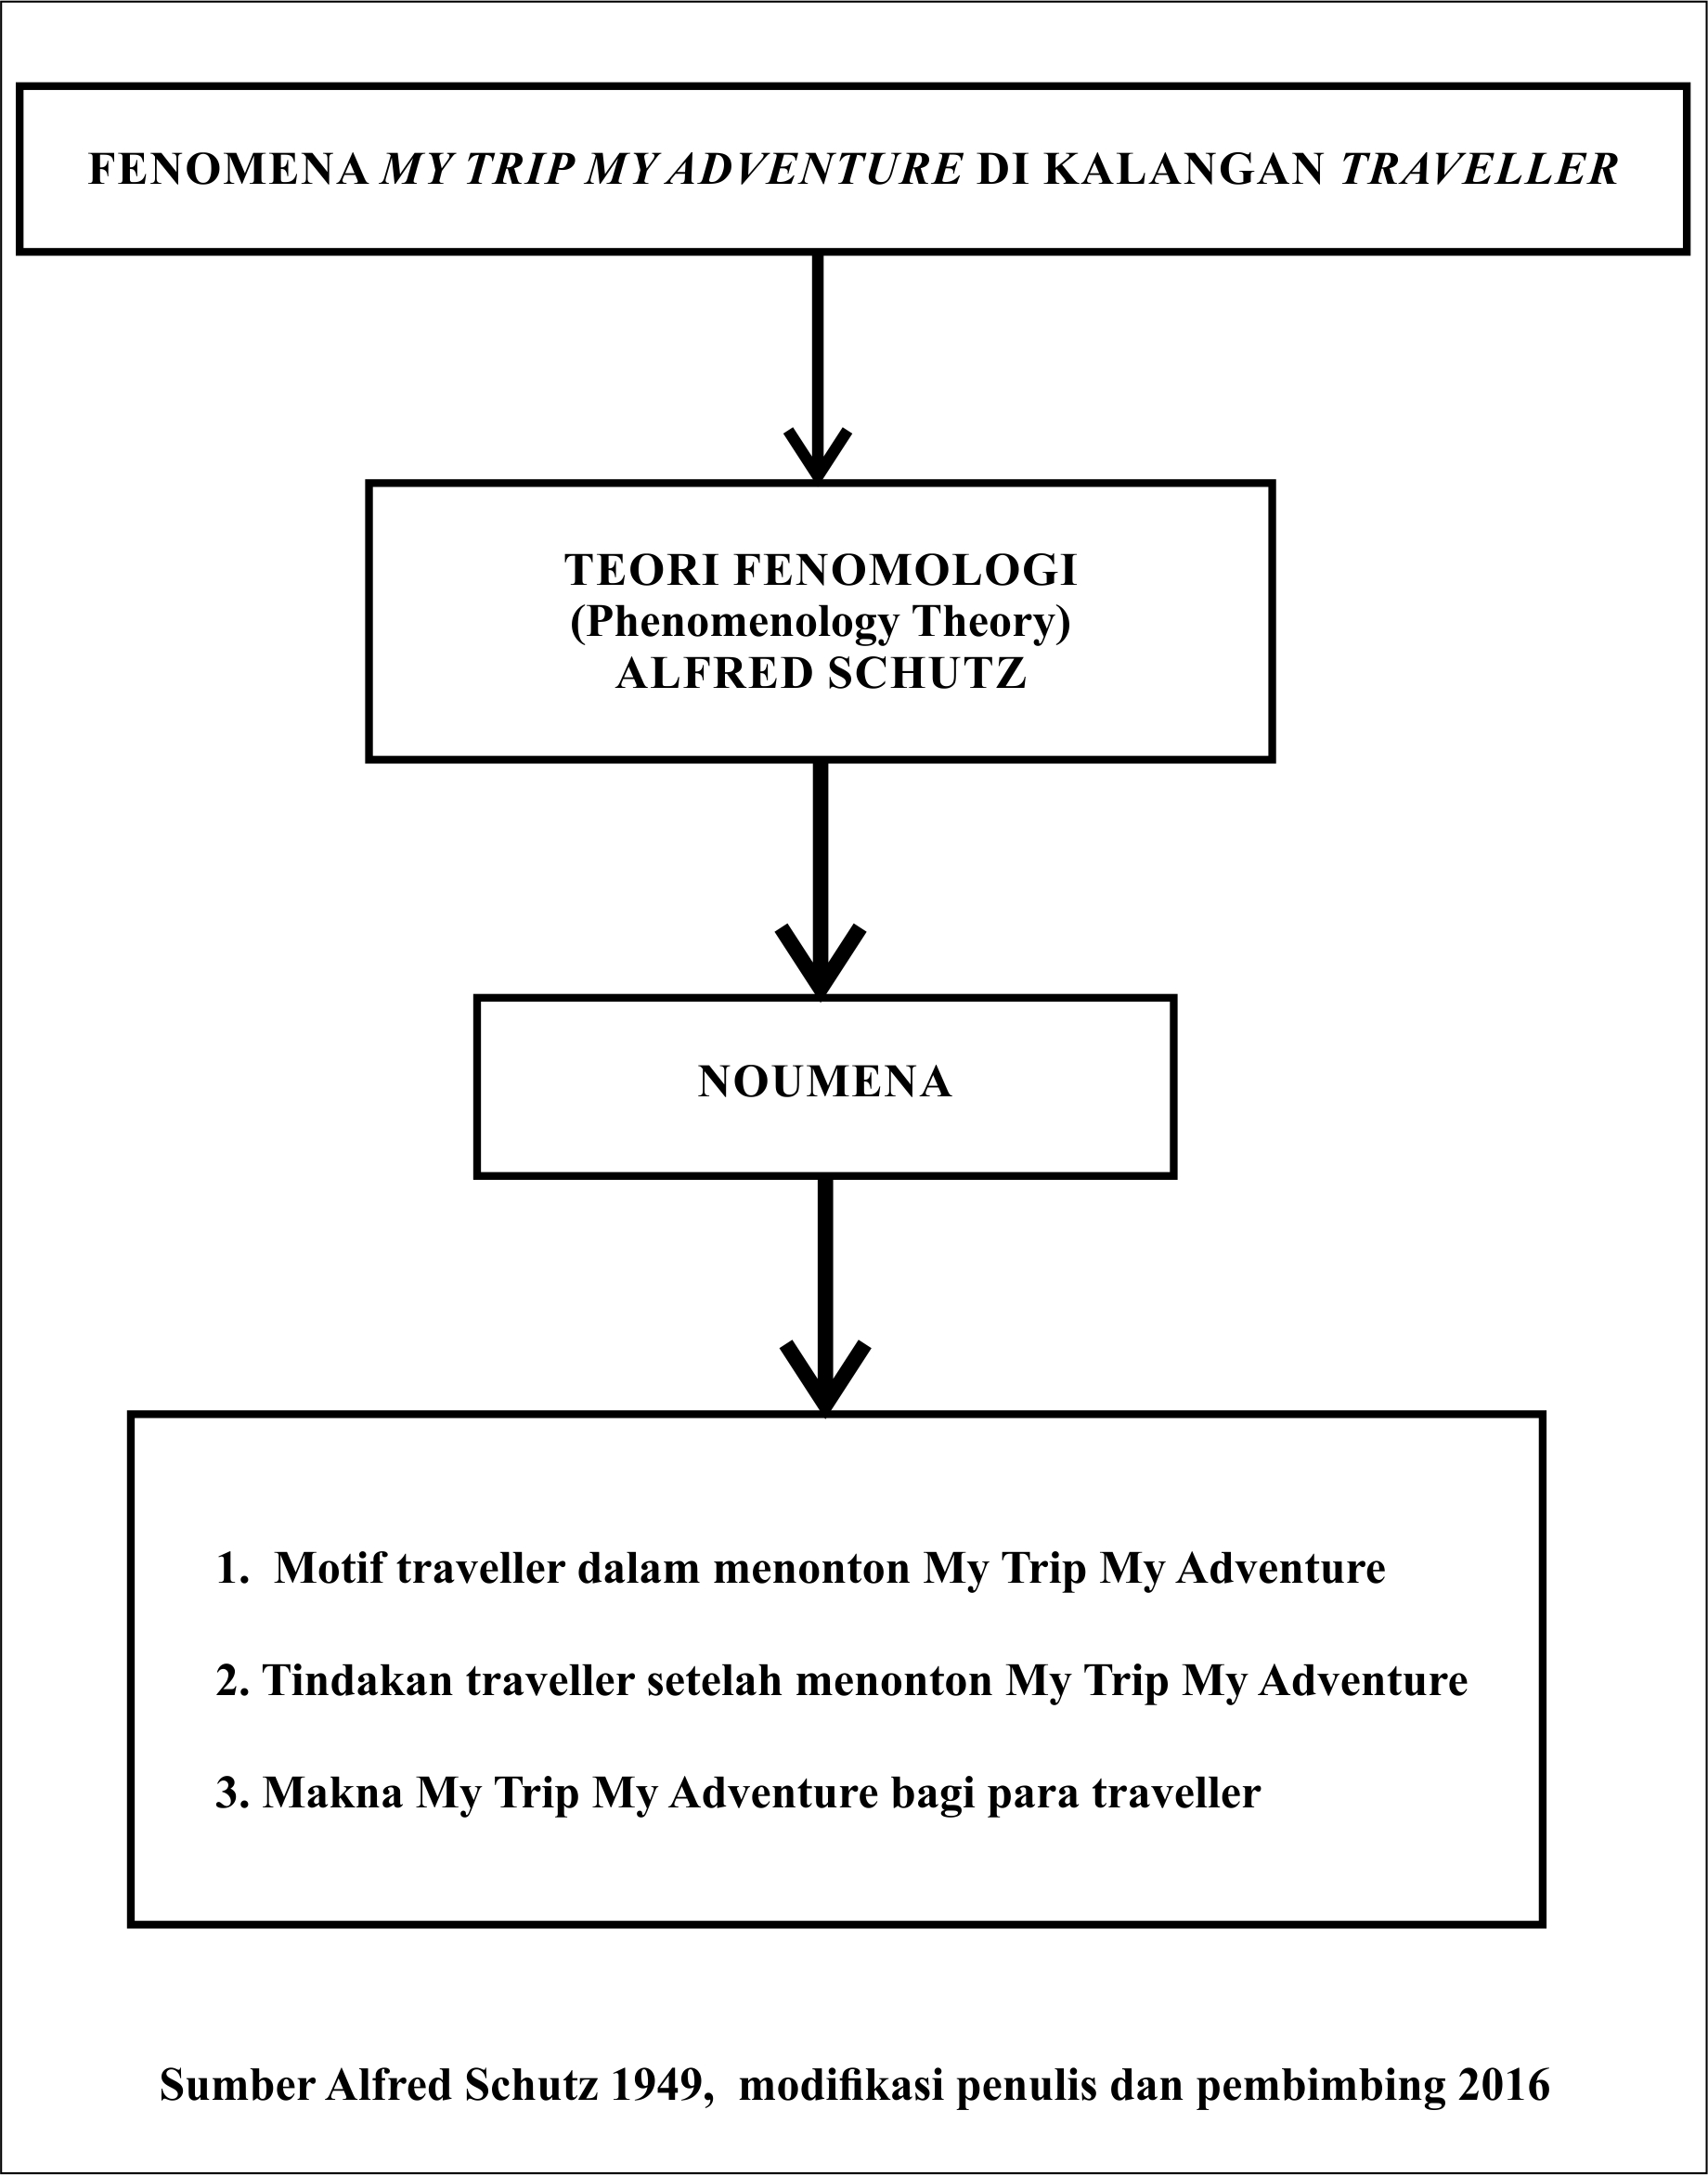 FENOMENA MY TRIP MY ADVENTURE DI KALANGAN TRAVELLER
TEORI FENOMOLOGI
(Phenomenology Theory)
ALFRED SCHUTZ
NOUMENA
1. Motif traveller dalam menonton My Trip My Adventure
2. Tindakan traveller setelah menonton My Trip My Adventure
3. Makna My Trip My Adventure bagi para traveller
Sumber Alfred Schutz 1949, modifikasi penulis dan pembimbing 2016